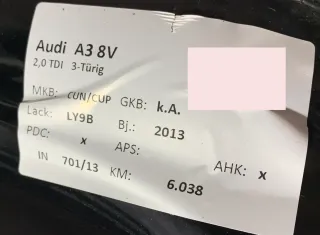 Audi A3 8V
2,0 TDI 3-Türig
MKB: CUN/CUP GKB: k.A.
Lack: LY9B Bj.: 2013
PDC: x APS:
AHK: x
IN 701/13 KM: 6.038